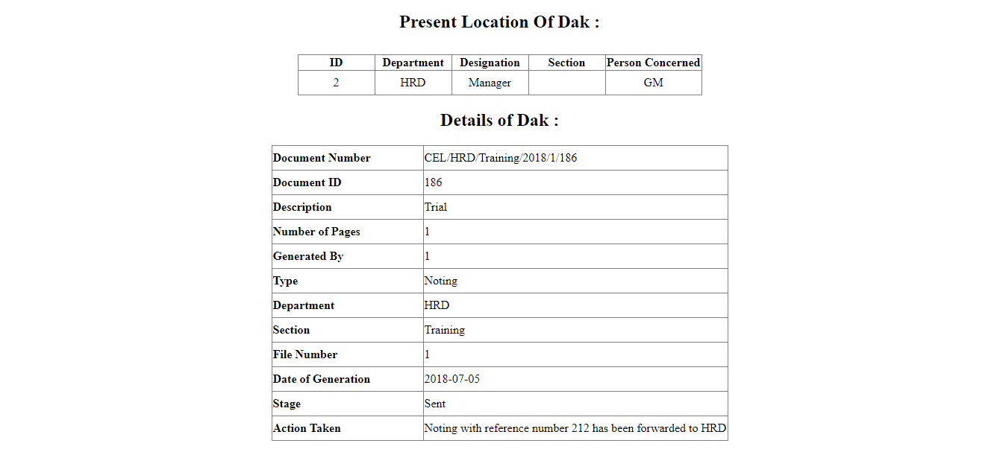 Present Location Of Dak :
ID Department Designation Section Person Concerned
2 HRD Manager GM
Details of Dak :
Document Number CEL/HRD/Training/2018/1/186
Document ID 186
Description Trial
Number of Pages 1
Generated By 1
Type Noting
Department HRD
Section Training
File Number 1
Date of Generation 2018-07-05
Stage Sent
Action Taken Noting with reference number 212 has been forwarded to HRD